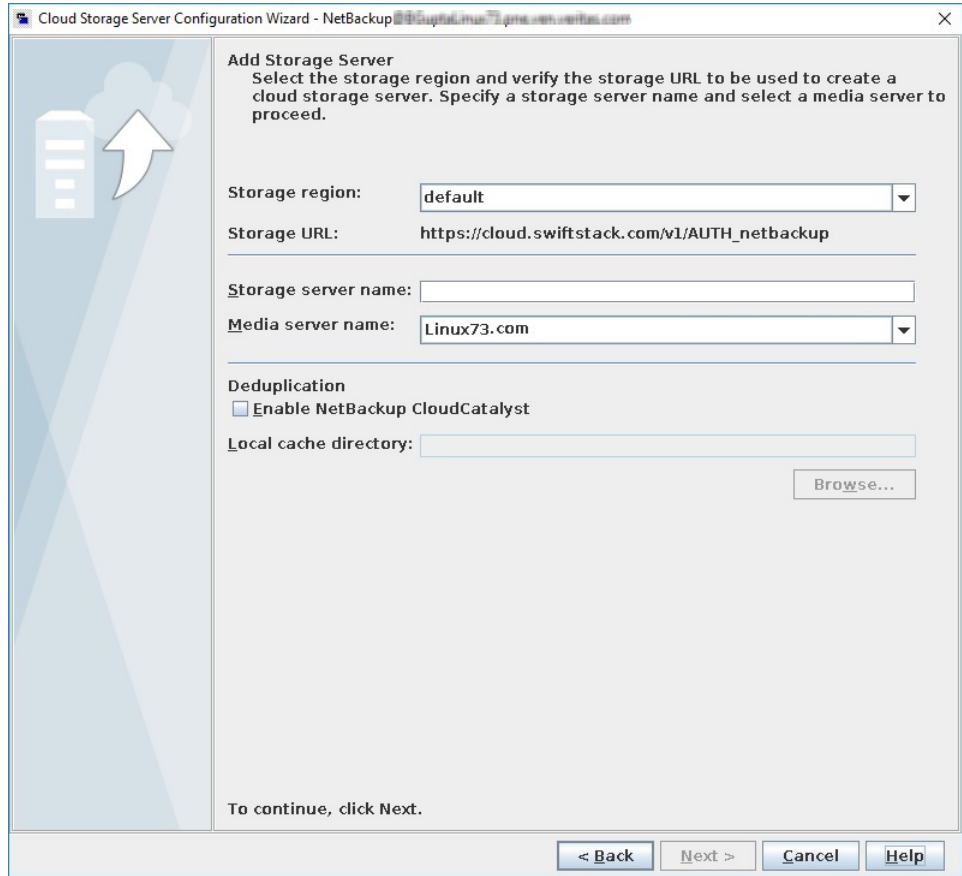 Cloud Storage Server Configuration Wizard - NetBackup
Add Storage Server
Select the storage region and verify the storage URL to be used to create a
cloud storage server. Specify a storage server name and select a media server to
proceed.
Storage region:
default
Storage URL:
https://cloud.swiftstack.com/v1/AUTH_netbackup
Storage server name:
Media server name:
Linux73.com
Deduplication
Enable NetBackup CloudCatalyst
Local cache directory:
Browse...
To continue, click Next.
< Back
Next >
Cancel
Help